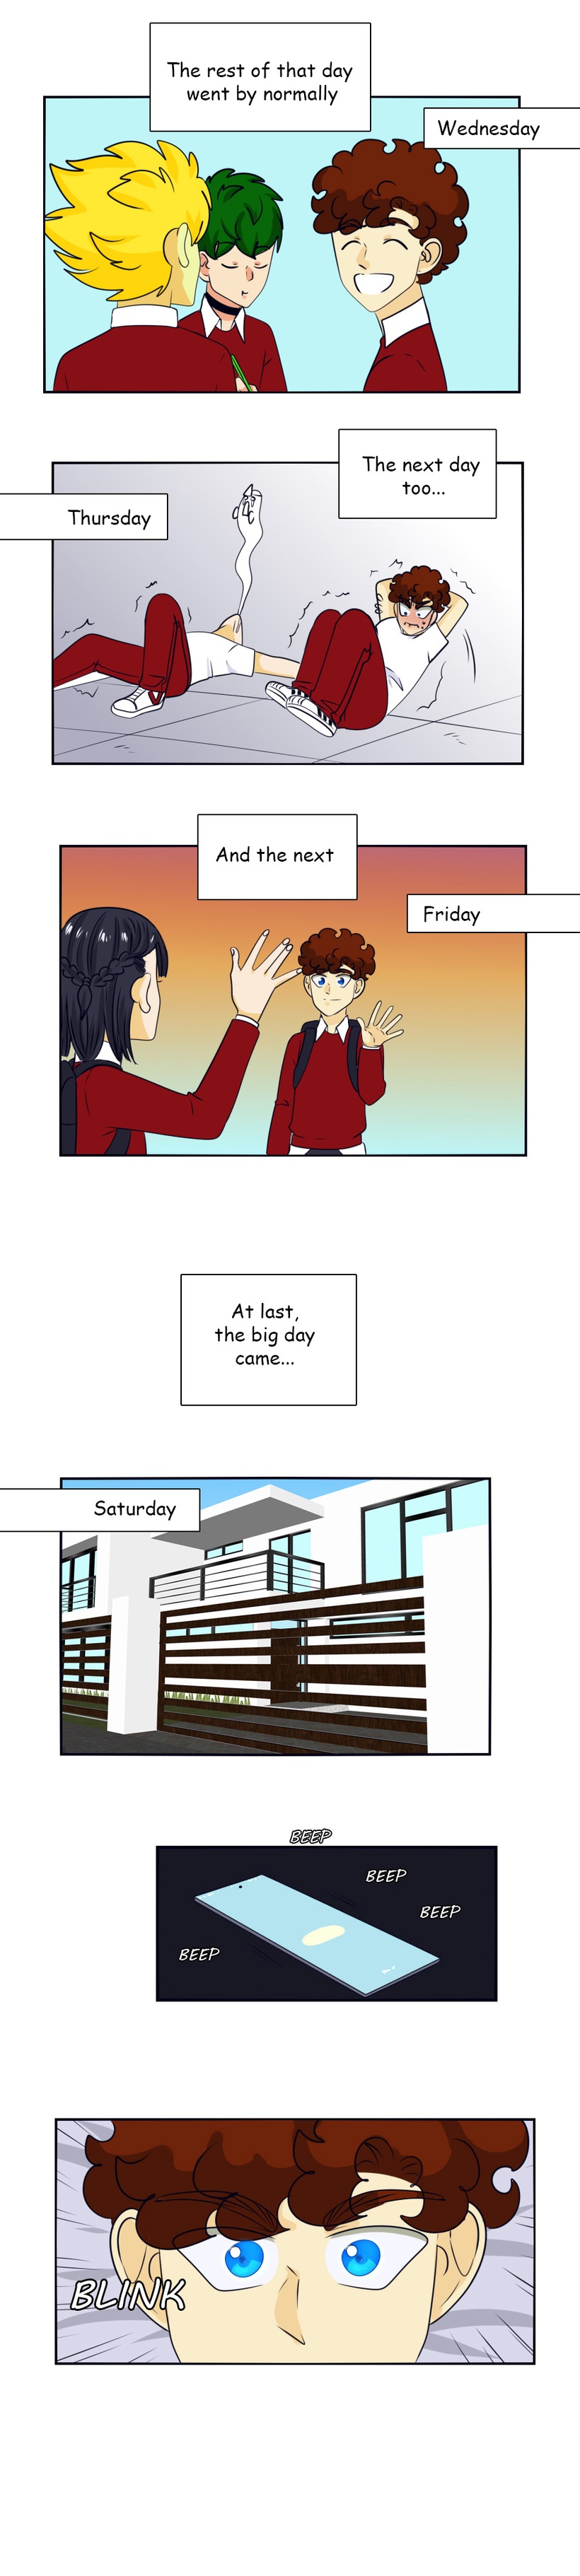 The rest of that day
went by normally
Wednesday
The next day
too...
Thursday
And the next
Friday
At last,
the big day
came...
Saturday
BEEP
BEEP
BEEP
BEEP
BLINK